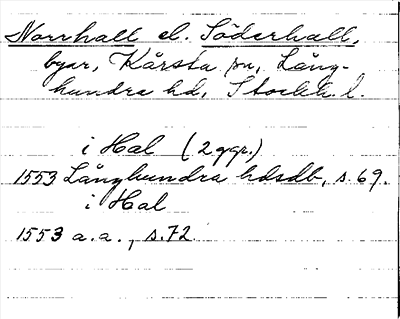 Norrhall el. Söderhall,
byar, Kårsta sn, Lång-
hundra hd, Stockh. l.
i Hal (2 ggr.)
1553 Långhundra hdsdb, s. 69.
i Hal
1553 a.a., s. 72